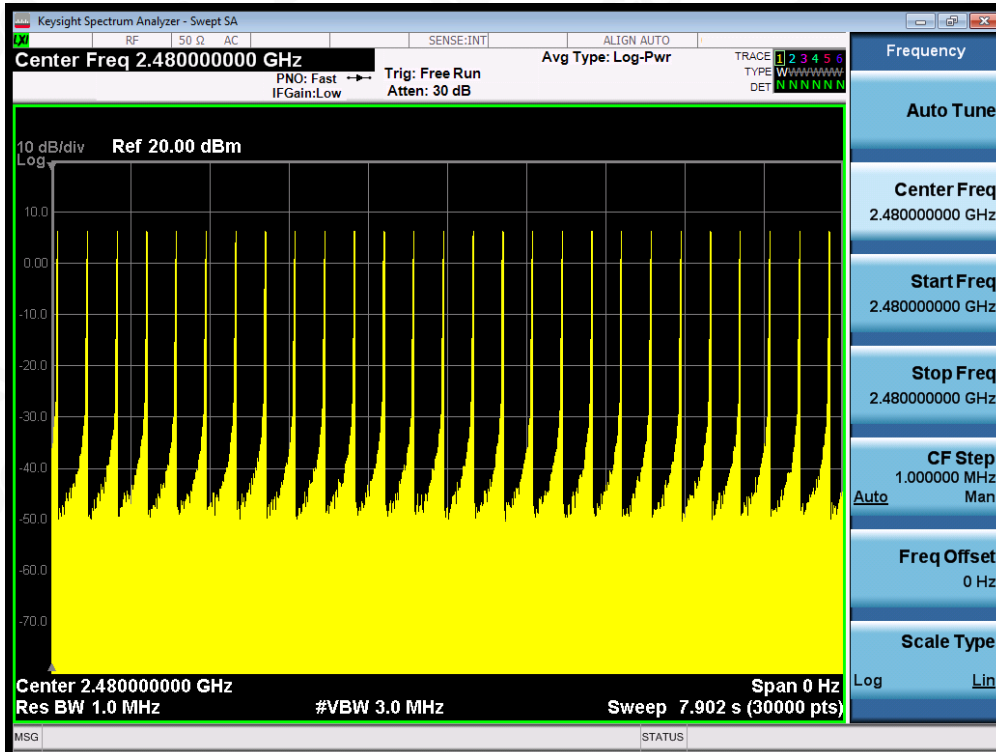 Keysight Spectrum Analyzer - Swept SA
LXI RF 50 Ω AC SENSE:INT ALIGN AUTO
Center Freq 2.480000000 GHz
PNO: Fast
IFGain:Low
Trig: Free Run
Atten: 30 dB
Avg Type: Log-Pwr
TRACE 1 2 3 4 5 6
TYPE WWWWWW
DET N N N N N N
10 dB/div Ref 20.00 dBm
Log
10.0
0.00
-10.0
-20.0
-30.0
-40.0
-50.0
-60.0
-70.0
Center 2.480000000 GHz Span 0 Hz
Res BW 1.0 MHz #VBW 3.0 MHz Sweep 7.902 s (30000 pts)
MSG STATUS
Frequency
Auto Tune
Center Freq
2.480000000 GHz
Start Freq
2.480000000 GHz
Stop Freq
2.480000000 GHz
CF Step
1.000000 MHz
Auto Man
Freq Offset
0 Hz
Scale Type
Log Lin